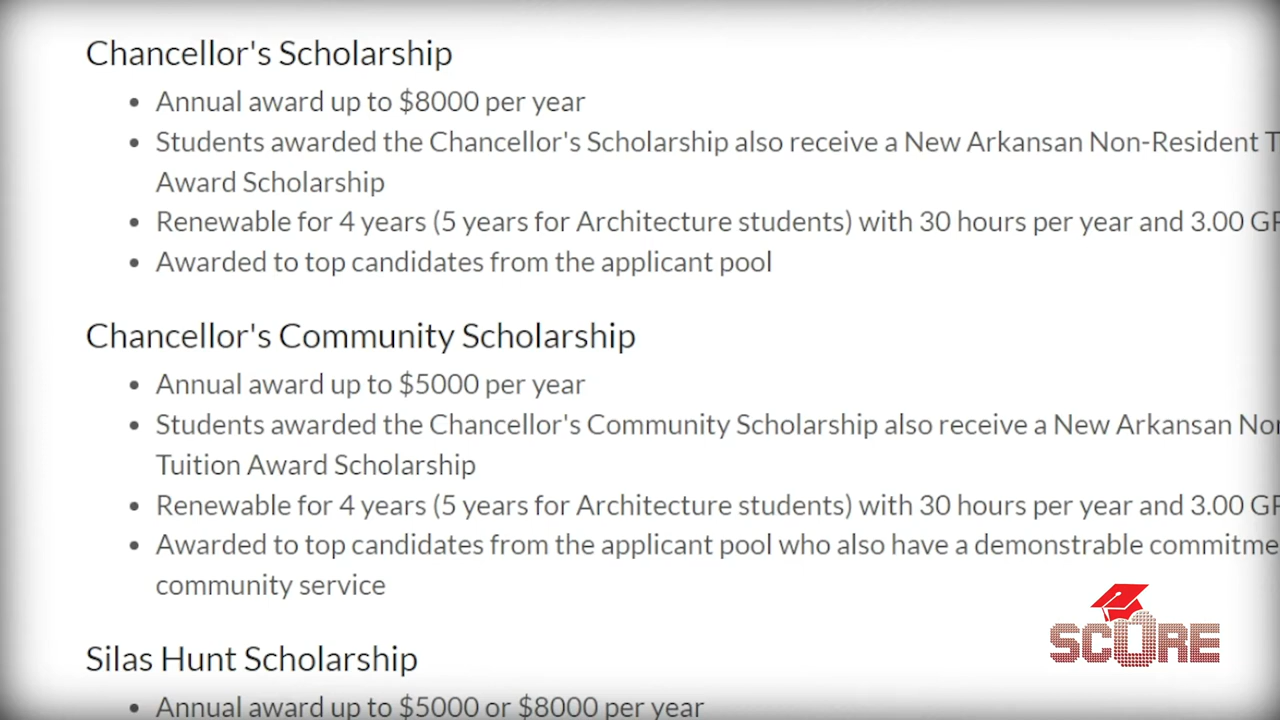 Chancellor's Scholarship
• Annual award up to $8000 per year
• Students awarded the Chancellor's Scholarship also receive a New Arkansan Non-Resident
Award Scholarship
• Renewable for 4 years (5 years for Architecture students) with 30 hours per year and 3.00
• Awarded to top candidates from the applicant pool
Chancellor's Community Scholarship
• Annual award up to $5000 per year
• Students awarded the Chancellor's Community Scholarship also receive a New Arkansan
Tuition Award Scholarship
• Renewable for 4 years (5 years for Architecture students) with 30 hours per year and 3.00
• Awarded to top candidates from the applicant pool who also have a demonstrable
community service
SCORE
Silas Hunt Scholarship
• Annual award up to $5000 or $8000 per year